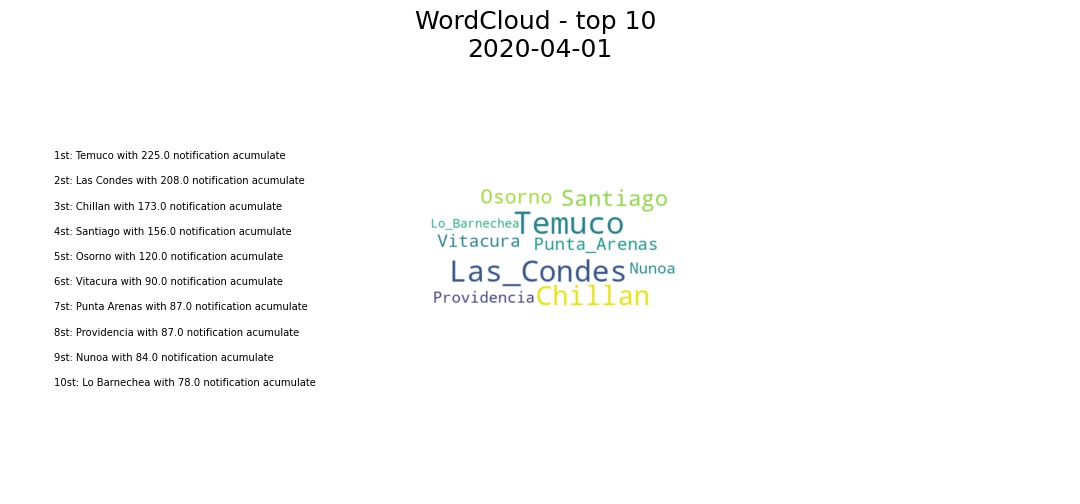 WordCloud - top 10
2020-04-01
1st: Temuco with 225.0 notification acumulate
2st: Las Condes with 208.0 notification acumulate
3st: Chillan with 173.0 notification acumulate
4st: Santiago with 156.0 notification acumulate
5st: Osorno with 120.0 notification acumulate
6st: Vitacura with 90.0 notification acumulate
7st: Punta Arenas with 87.0 notification acumulate
8st: Providencia with 87.0 notification acumulate
9st: Nunoa with 84.0 notification acumulate
10st: Lo Barnechea with 78.0 notification acumulate
Osorno Santiago
Lo_Barnechea Temuco
Vitacura Punta_Arenas
Las_Condes Nunoa
Providencia Chillan